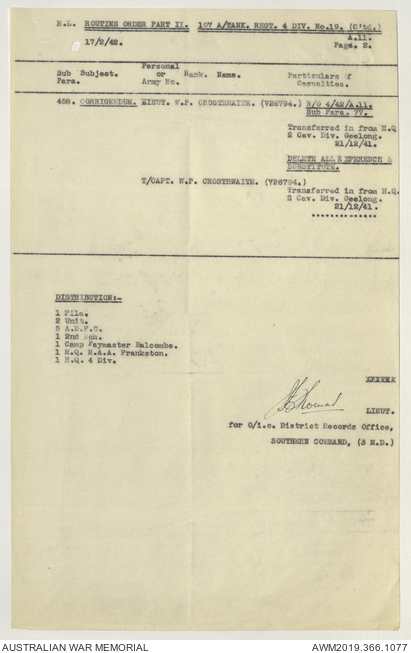 R.L. ROUTINE ORDER PART II. 107 A/TANK. REGT. 4 DIV. No.19. (C'td.)
17/2/42. A.11.
Page. 2.
Sub Subject. Personal or Rank. Name. Particulars of
Para. Army No. Casualties.
458. CORRIGENDUM. LIEUT. W.P. CROSTHWAITE. (V26794.) R/O 4/42/A.11.
Sub Para. 77.
Transferred in from H.Q
2 Cav. Div. Geelong.
21/12/41.
DELETE ALL REFERENCE &
SUBSTITUTE.
T/CAPT. W.P. CROSTHWAITE. (V26794.)
Transferred in from H.Q.
2 Cav. Div. Geelong.
21/12/41.
**************
DISTRIBUTION:-
1 File.
2 Unit.
5 A.D.F.O.
1 2nd Ech.
1 Camp Paymaster Balcombe.
1 H.Q. R.A.A. Frankston.
1 H.Q. 4 Div.
LIEUT.
for O/i.c. District Records Office,
SOUTHERN COMMAND, (3 M.D.)
AUSTRALIAN WAR MEMORIAL
AWM2019.366.1077